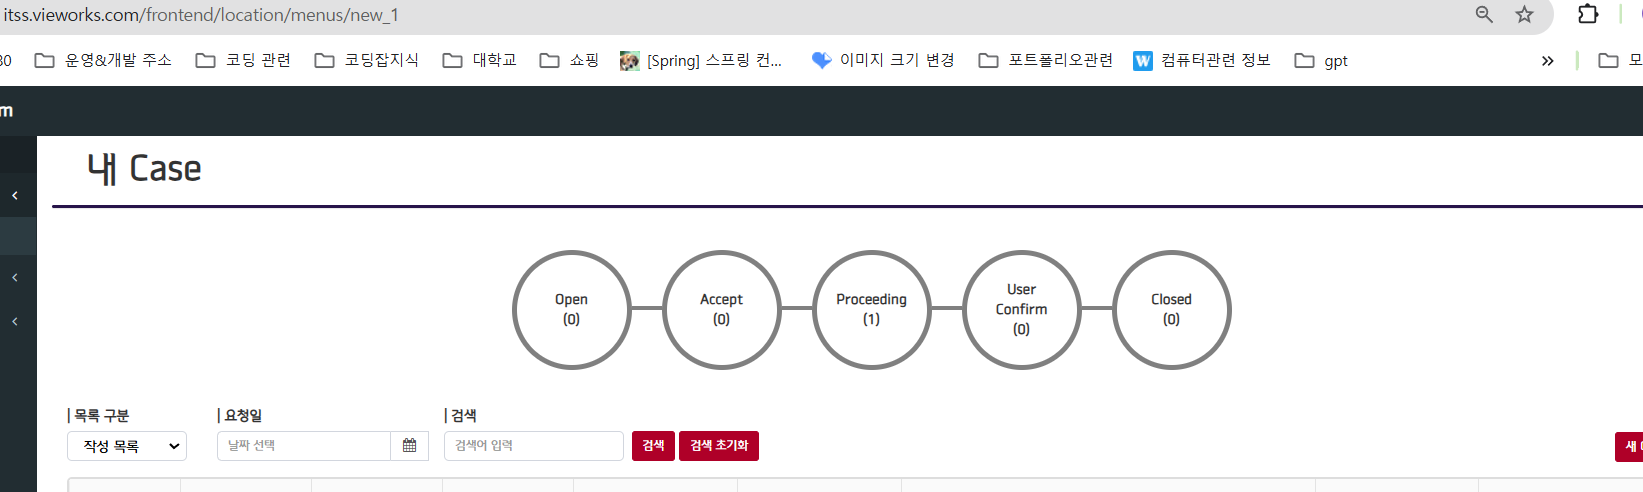 itss.vieworks.com/frontend/location/menus/new_1
30 운영&개발 주소 코딩 관련 코딩잡지식 대학교 쇼핑 [Spring] 스프링 컨... 이미지 크기 변경 포트폴리오관련 W 컴퓨터관련 정보 gpt » 모
m
내 Case
Open
(0)
Accept
(0)
Proceeding
(1)
User
Confirm
(0)
Closed
(0)
| 목록 구분 | 요청일 | 검색
작성 목록 날짜 선택 검색어 입력 검색 검색 초기화 새